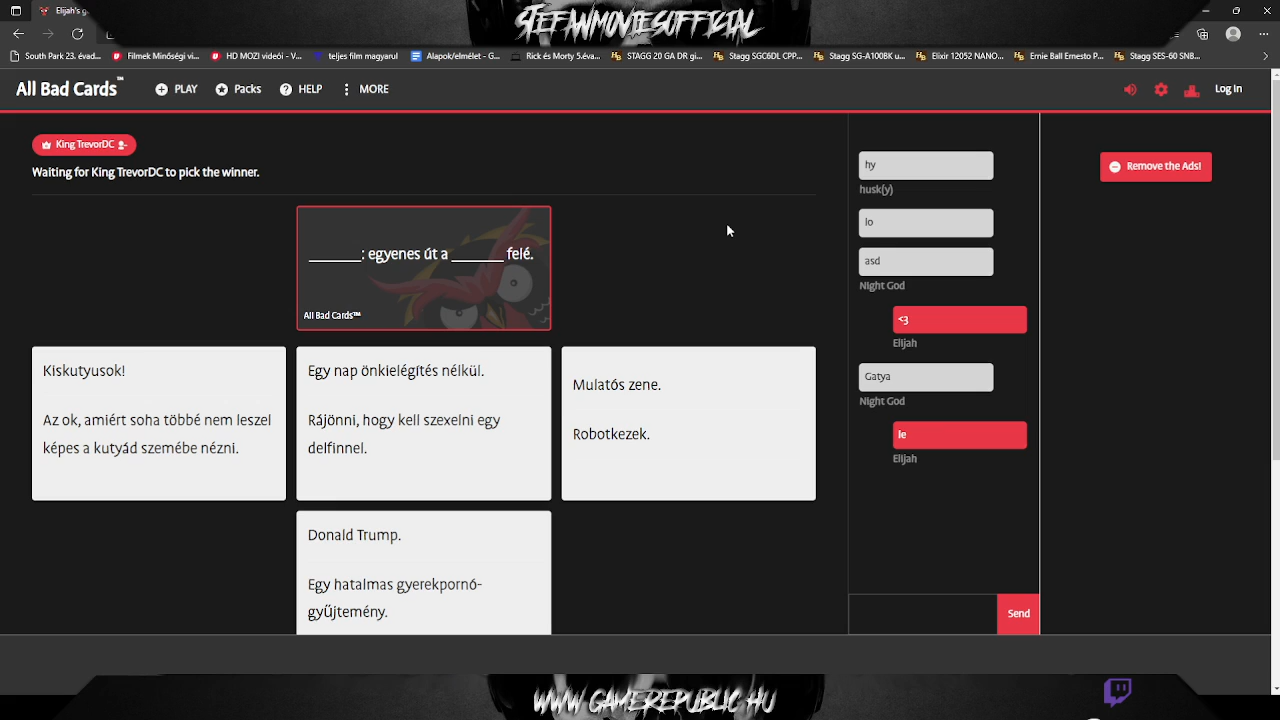 STEFANMOVIESOFFICIAL
Elijah's g
South Park 23. évad...
Filmek Minőségi vi...
HD MOZI videói - V...
teljes film magyarul
Alapok/elmélet - G...
Rick és Morty 5.éva...
STAGG 20 GA DR gi...
Stagg SGC6DL CPP...
Stagg SG-A100BK u...
Elixir 12052 NANO...
Ernie Ball Ernesto P...
Stagg SES-60 SNB...
All Bad Cards™
PLAY
Packs
HELP
MORE
Log In
King TrevorDC
Waiting for King TrevorDC to pick the winner.
_______: egyenes út a _______ felé.
All Bad Cards™
Kiskutyusok!
Az ok, amiért soha többé nem leszel
képes a kutyád szemébe nézni.
Egy nap önkielégítés nélkül.
Rájönni, hogy kell szexelni egy
delfinnel.
Mulatós zene.
Robotkezek.
Donald Trump.
Egy hatalmas gyerekpornó-
gyűjtemény.
hy
husk(y)
lo
asd
Night God
<3
Elijah
Gatya
Night God
le
Elijah
Send
Remove the Ads!
WWW GAMEREPUBLIC.HU